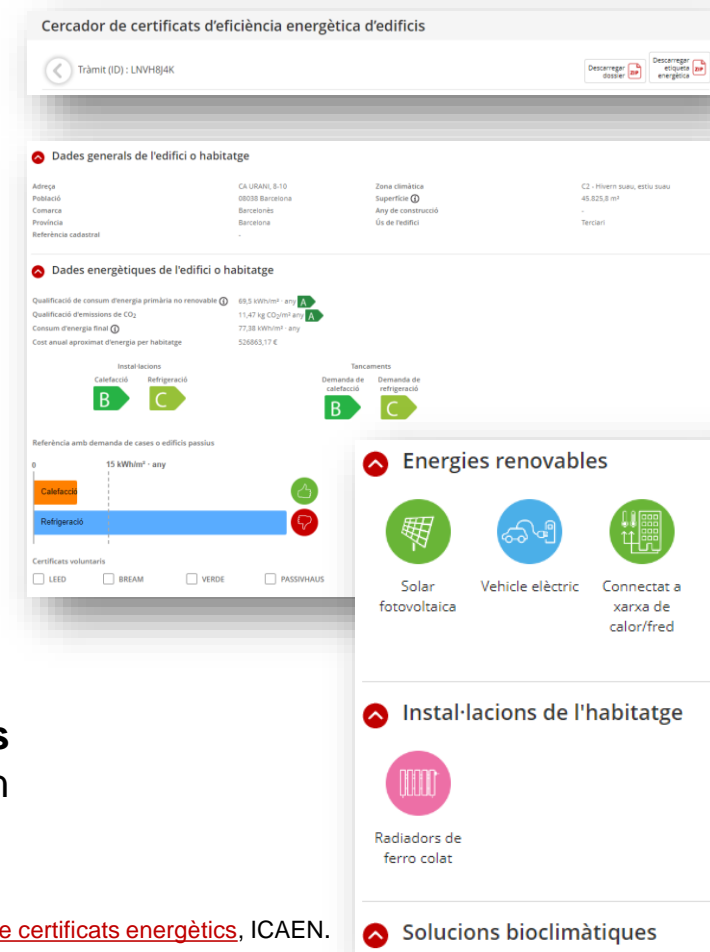 Cercador de certificats d'eficiència energètica d'edificis
Tràmit (ID) : LNVH8J4K
Descarregar dossier ZIP
Descarregar etiqueta energètica ZIP
Dades generals de l'edifici o habitatge
Adreça CA URANI, 8-10 Zona climàtica C2 - Hivern suau, estiu suau
Població 08038 Barcelona Superfície 45.825,8 m²
Comarca Barcelonès Any de construcció -
Província Barcelona Ús de l'edifici Terciari
Referència cadastral -
Dades energètiques de l'edifici o habitatge
Qualificació de consum d'energia primària no renovable 69,5 kWh/m² · any A
Qualificació d'emissions de CO₂ 11,47 kg CO₂/m² any A
Consum d'energia final 77,38 kWh/m² · any
Cost anual aproximat d'energia per habitatge 526863,17 €
Instal·lacions Tancaments
Calefacció Refrigeració Demanda de calefacció Demanda de refrigeració
B C B C
Referència amb demanda de cases o edificis passius
0 15 kWh/m² · any
Calefacció
Refrigeració
Certificats voluntaris
LEED BREAM VERDE PASSIVHAUS
Energies renovables
Solar fotovoltaica
Vehicle elèctric
Connectat a xarxa de calor/fred
Instal·lacions de l'habitatge
Radiadors de ferro colat
Solucions bioclimàtiques
s
e certificats energètics, ICAEN.